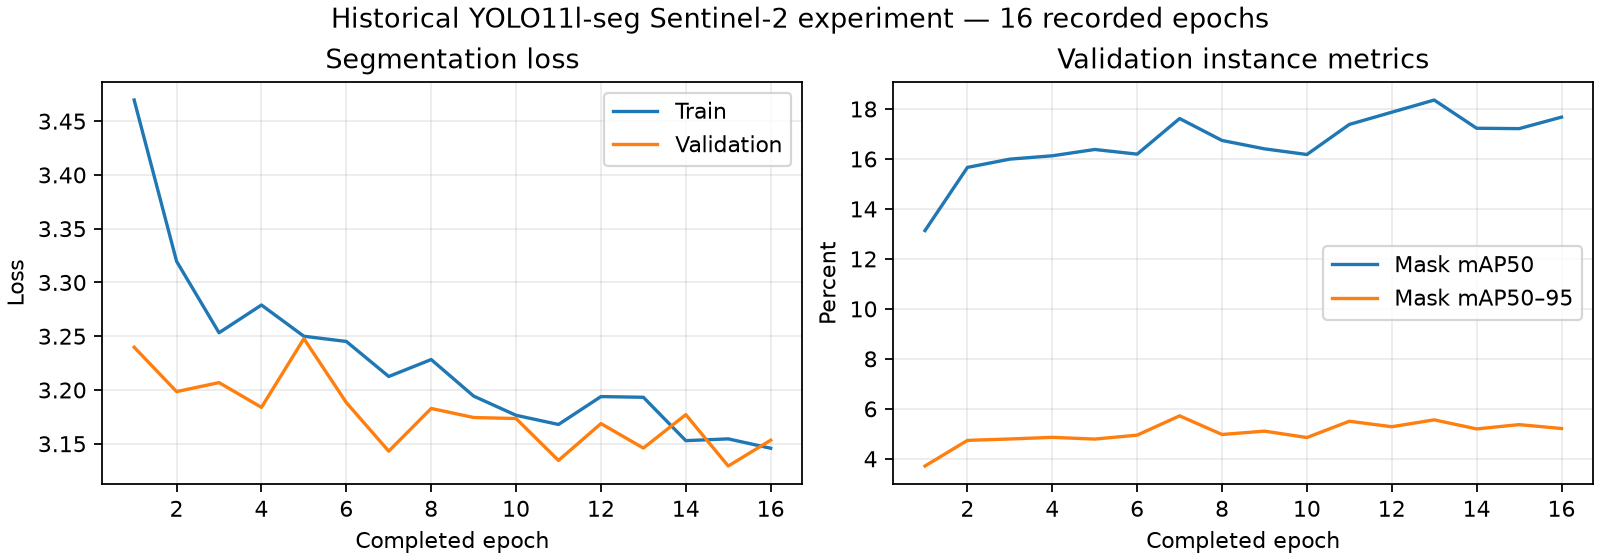 Historical YOLO11l-seg Sentinel-2 experiment — 16 recorded epochs
Segmentation loss
Loss
3.45
3.40
3.35
3.30
3.25
3.20
3.15
2 4 6 8 10 12 14 16
Completed epoch
Train
Validation
Validation instance metrics
Percent
18
16
14
12
10
8
6
4
2 4 6 8 10 12 14 16
Completed epoch
Mask mAP50
Mask mAP50–95